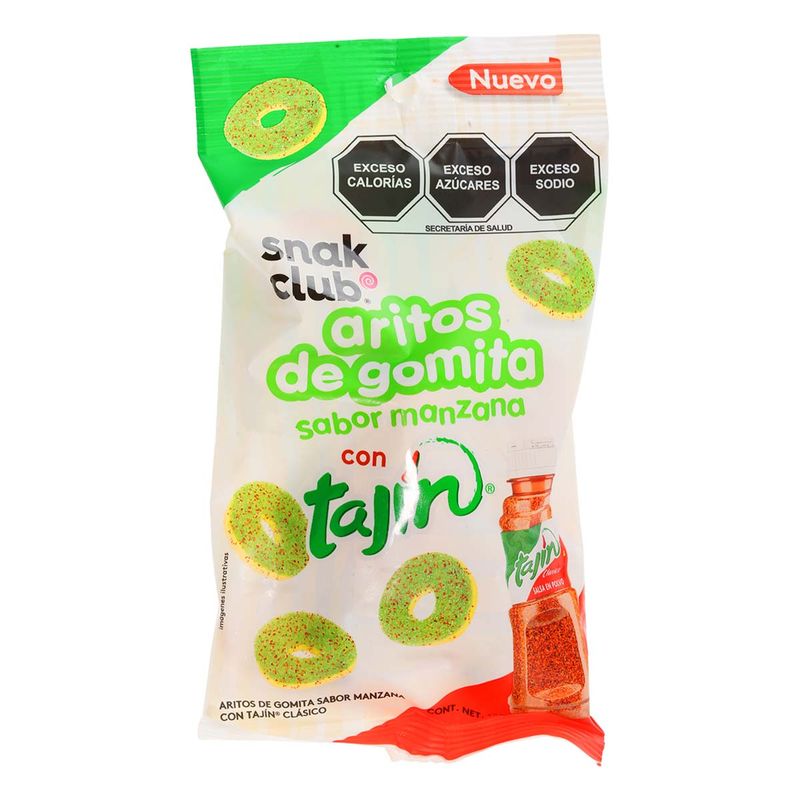 Nuevo
EXCESO CALORÍAS
EXCESO AZÚCARES
EXCESO SODIO
SECRETARÍA DE SALUD
snak
club®
aritos
de gomita
sabor manzana
con
tajín®
tajín
Clásico
SALSA EN POLVO
imágenes ilustrativas
ARITOS DE GOMITA SABOR MANZANA
CON TAJÍN® CLÁSICO
CONT. NET.